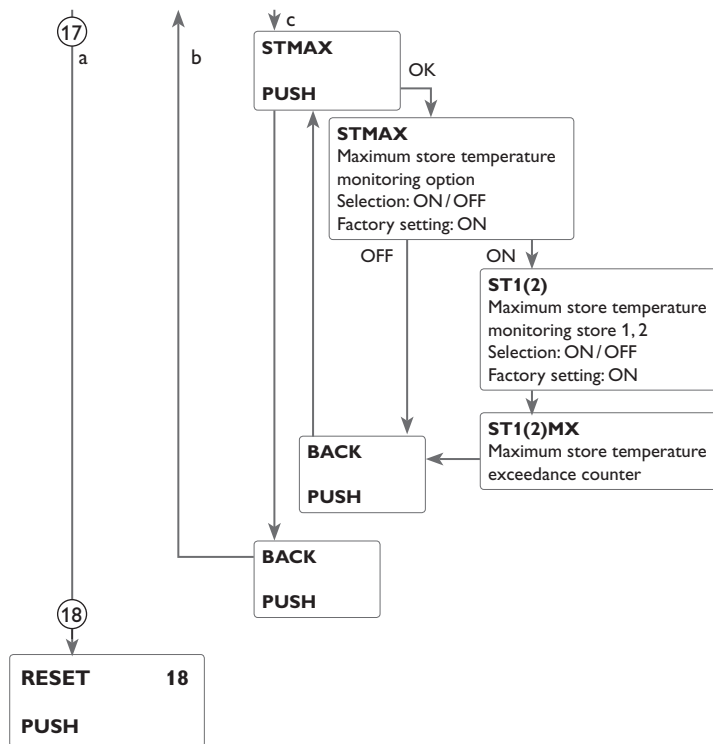 17
a
b
c
STMAX
PUSH
OK
STMAX
Maximum store temperature
monitoring option
Selection: ON / OFF
Factory setting: ON
OFF
ON
ST1(2)
Maximum store temperature
monitoring store 1, 2
Selection: ON / OFF
Factory setting: ON
ST1(2)MX
Maximum store temperature
exceedance counter
BACK
PUSH
BACK
PUSH
18
RESET 18
PUSH